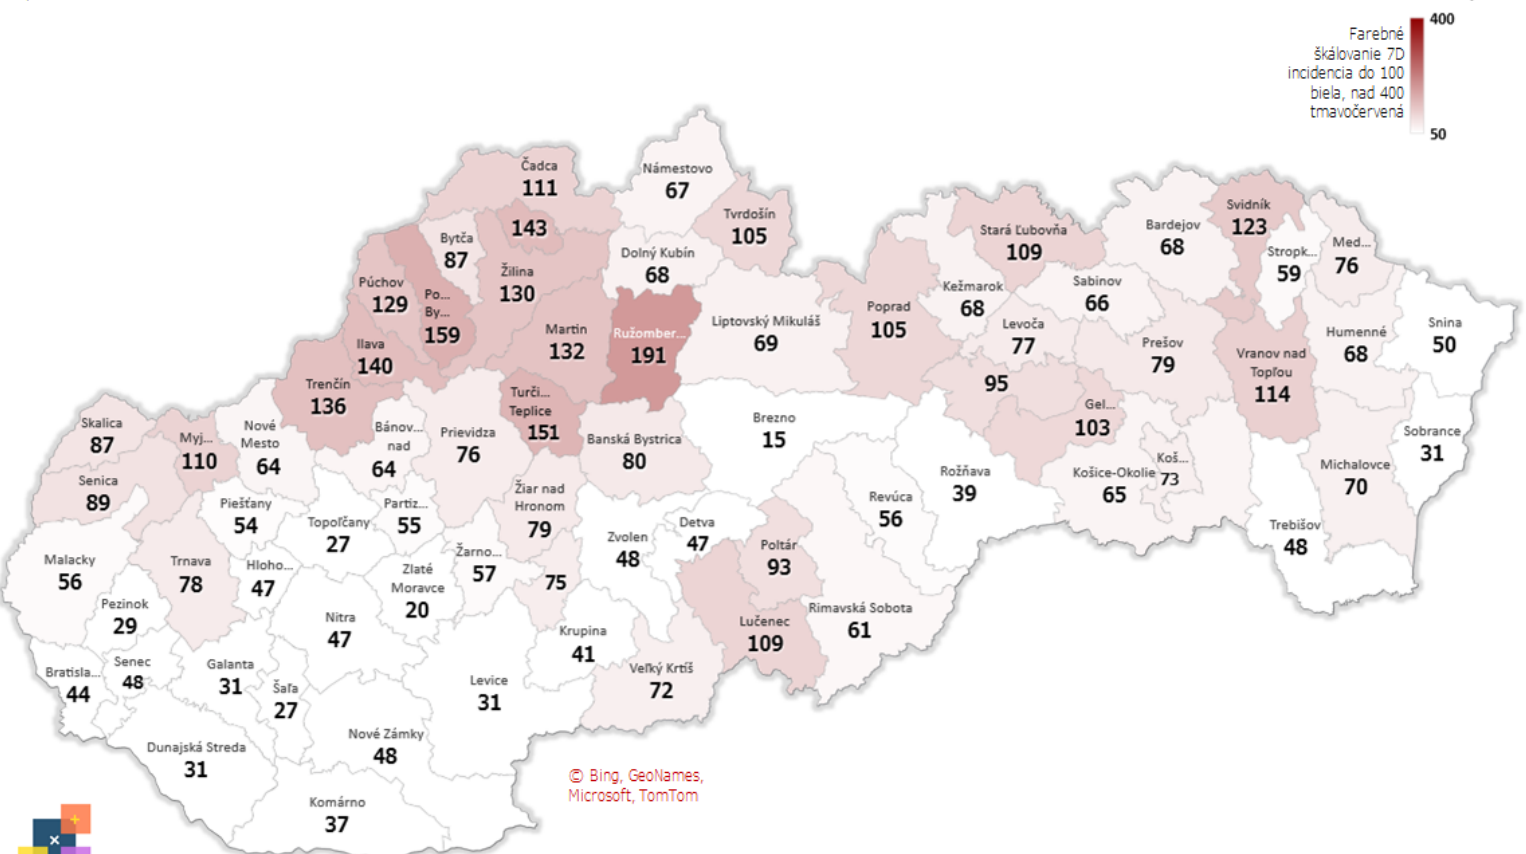 400
Farebné
škálovanie 7D
incidencia do 100
biela, nad 400
tmavočervená
50
Čadca
111
Námestovo
67
143
Tvrdošín
105
Bytča
87
Dolný Kubín
68
Žilina
130
Púchov
129
Po...
By...
159
Ilava
140
Martin
132
Ružomber...
191
Liptovský Mikuláš
69
Poprad
105
Kežmarok
68
Stará Ľubovňa
109
Sabinov
66
Bardejov
68
Svidník
123
Stropk...
59
Med...
76
Levoča
77
Prešov
79
Vranov nad
Topľou
114
Humenné
68
Snina
50
Trenčín
136
Turči...
Teplice
151
95
Gel...
103
Skalica
87
Myj...
110
Nové
Mesto
64
Bánov...
nad
64
Prievidza
76
Banská Bystrica
80
Brezno
15
Rožňava
39
Košice-Okolie
65
Koš...
73
Michalovce
70
Sobrance
31
Senica
89
Piešťany
54
Topoľčany
27
Partiz...
55
Žiar nad
Hronom
79
Revúca
56
Trebišov
48
Malacky
56
Trnava
78
Hloho...
47
Zlaté
Moravce
20
Žarno...
57
75
Zvolen
48
Detva
47
Poltár
93
Pezinok
29
Nitra
47
Krupina
41
Lučenec
109
Rimavská Sobota
61
Bratisla...
44
Senec
48
Galanta
31
Šaľa
27
Levice
31
Veľký Krtíš
72
Dunajská Streda
31
Nové Zámky
48
Komárno
37
© Bing, GeoNames,
Microsoft, TomTom